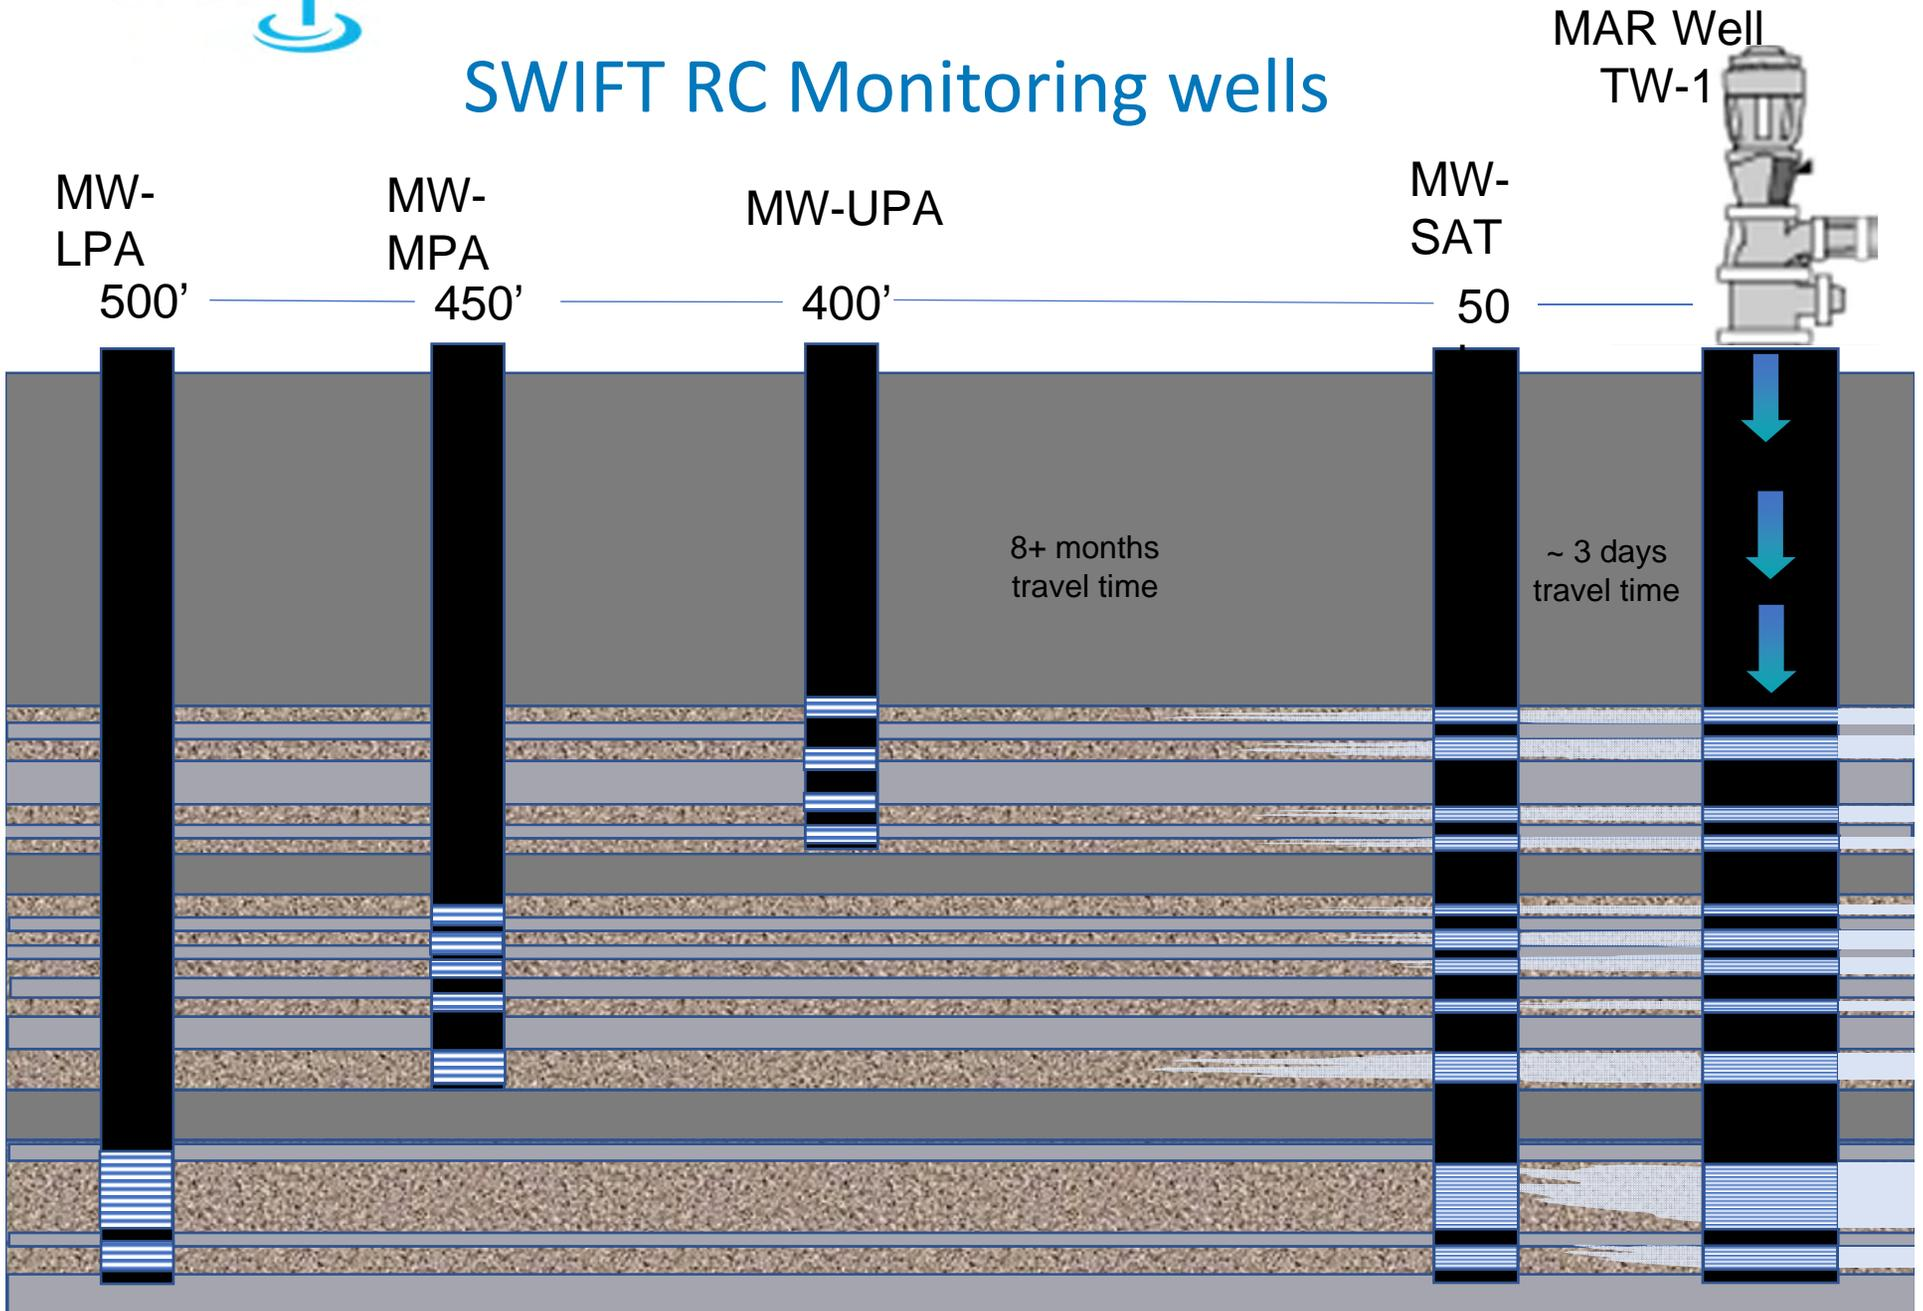 MAR Well
TW-1
SWIFT RC Monitoring wells
MW-
LPA
MW-
MPA
MW-UPA
MW-
SAT
500’
450’
400’
50
8+ months
travel time
~ 3 days
travel time